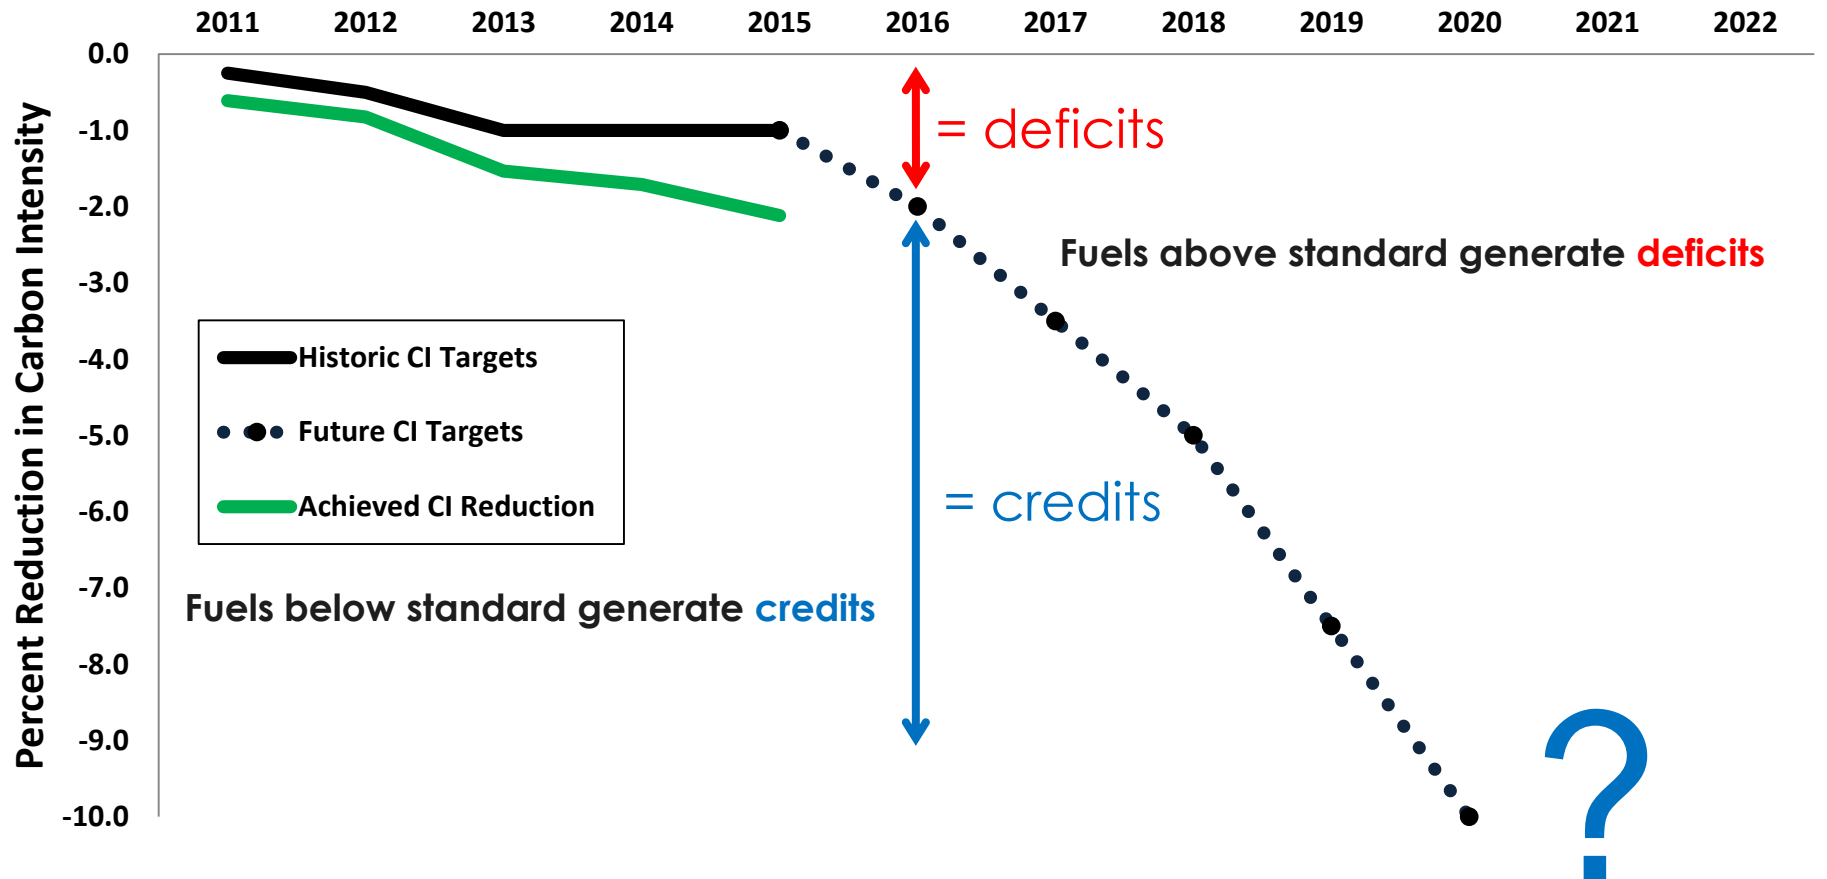 2011 2012 2013 2014 2015 2016 2017 2018 2019 2020 2021 2022
0.0
-1.0
-2.0
-3.0
-4.0
-5.0
-6.0
-7.0
-8.0
-9.0
-10.0
Percent Reduction in Carbon Intensity
= deficits
Fuels above standard generate deficits
Historic CI Targets
Future CI Targets
Achieved CI Reduction
= credits
Fuels below standard generate credits
?